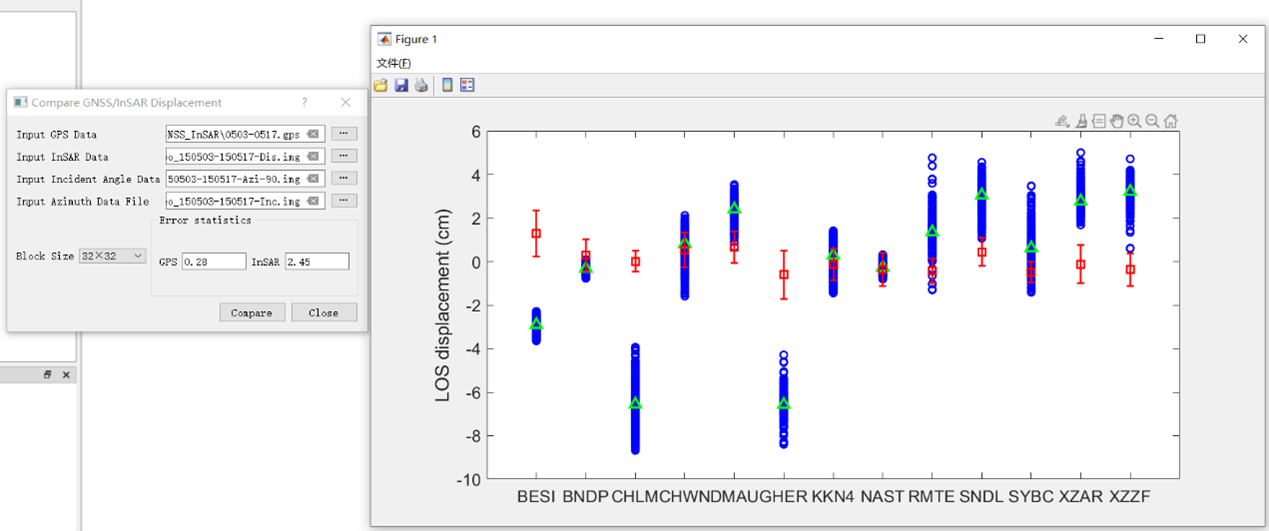 Compare GNSS/InSAR Displacement
?
Input GPS Data
NSS_InSAR\0503-0517.gps
...
Input InSAR Data
o_150503-150517-Dis.img
...
Input Incident Angle Data
50503-150517-Azi-90.img
...
Input Azimuth Data File
o_150503-150517-Inc.img
...
Error statistics
Block Size
32×32
GPS
0.28
InSAR
2.45
Compare
Close
Figure 1
文件(F)
LOS displacement (cm)
6
4
2
0
-2
-4
-6
-8
-10
BESI BNDP CHLMCHWNDMAUGHER KKN4 NAST RMTE SNDL SYBC XZAR XZZF